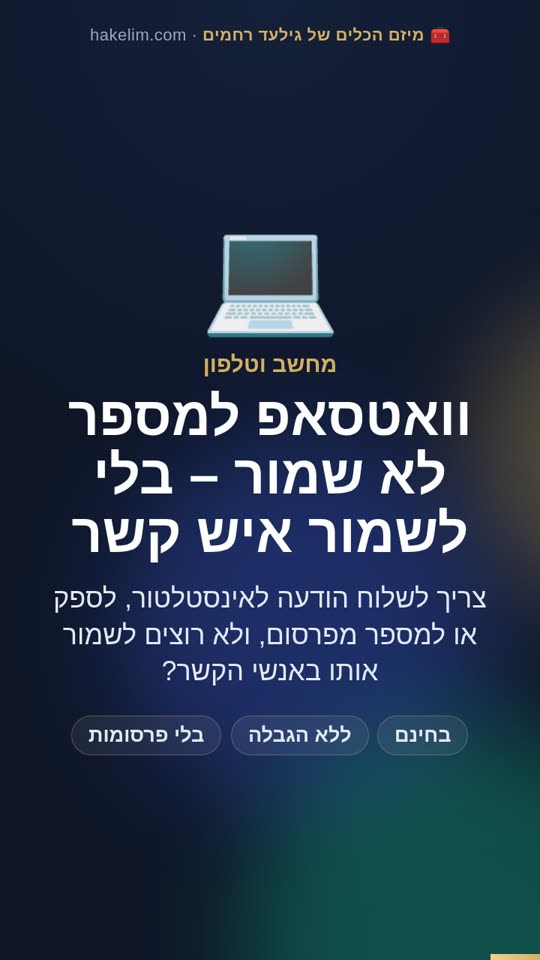 🧰 מיזם הכלים של גילעד רחמים · hakelim.com
מחשב וטלפון
וואטסאפ למספר
לא שמור – בלי
לשמור איש קשר
צריך לשלוח הודעה לאינסטלטור, לספק
או למספר מפרסום, ולא רוצים לשמור
אותו באנשי הקשר?
בחינם
ללא הגבלה
בלי פרסומות